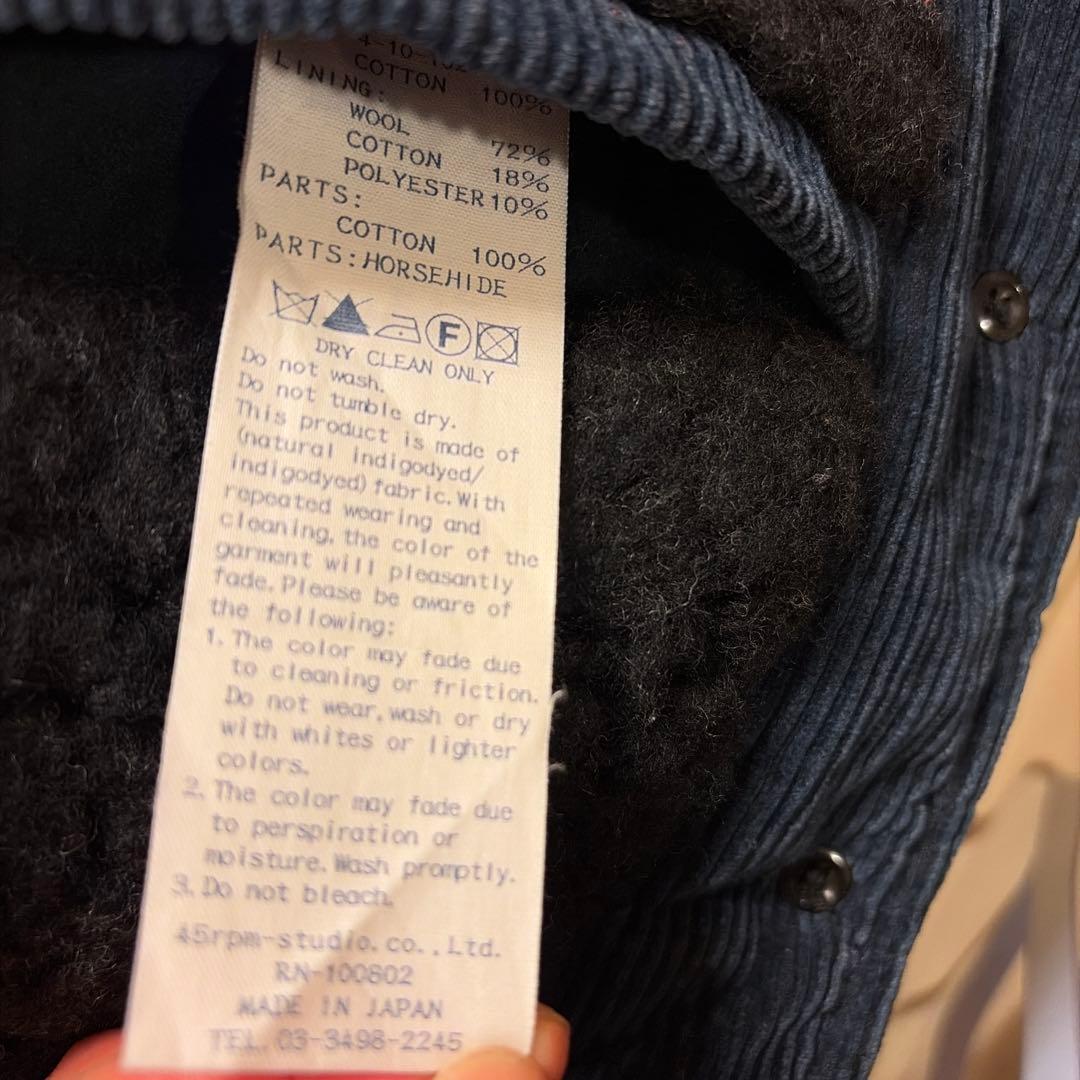 4-10-
COTTON 100%
LINING:
WOOL 72%
COTTON 18%
POLYESTER 10%
PARTS:
COTTON 100%
PARTS:HORSEHIDE
F
DRY CLEAN ONLY
Do not wash.
Do not tumble dry.
This product is made of
(natural indigodyed/
indigodyed) fabric. With
repeated wearing and
cleaning, the color of the
garment will pleasantly
fade. Please be aware of
the following:
1. The color may fade due
to cleaning or friction.
Do not wear, wash or dry
with whites or lighter
colors.
2. The color may fade due
to perspiration or
moisture. Wash promptly.
3. Do not bleach.
45rpm-studio.co.,Ltd.
RN-100802
MADE IN JAPAN
TEL. 03-3498-2245